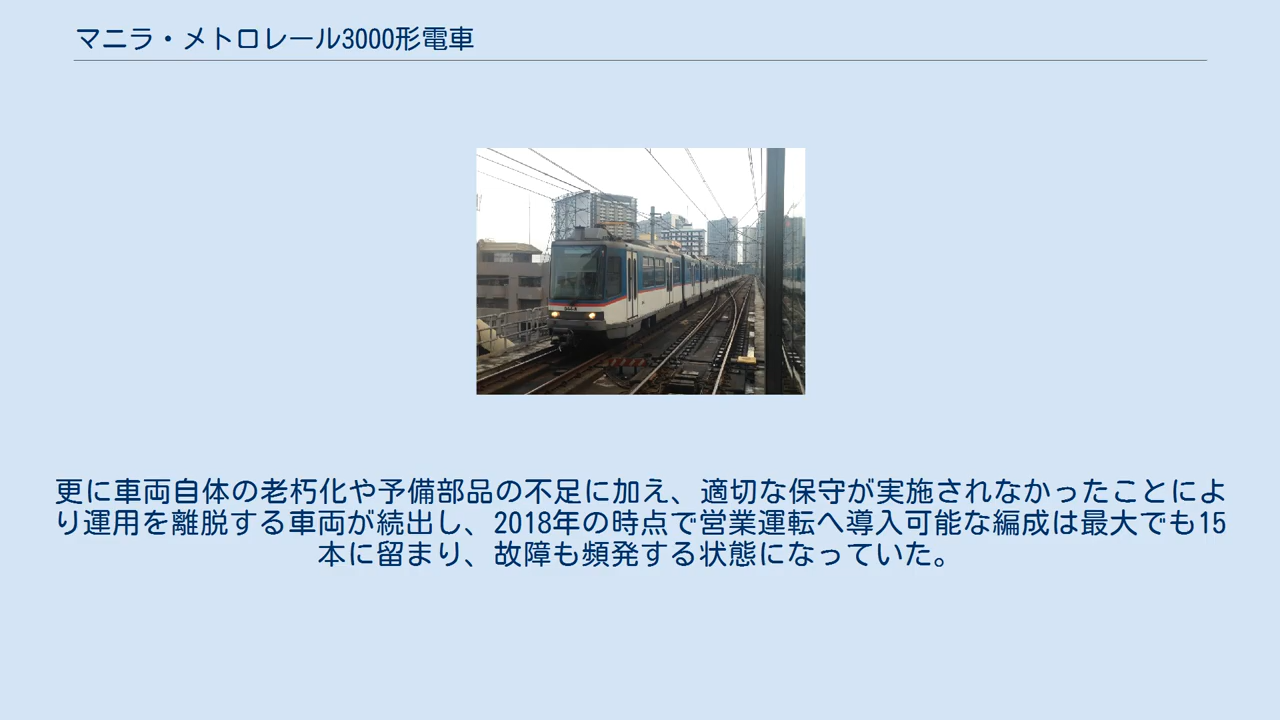 マニラ・メトロレール3000形電車
更に車両自体の老朽化や予備部品の不足に加え、適切な保守が実施されなかったことによ
り運用を離脱する車両が続出し、2018年の時点で営業運転へ導入可能な編成は最大でも15
本に留まり、故障も頻発する状態になっていた。